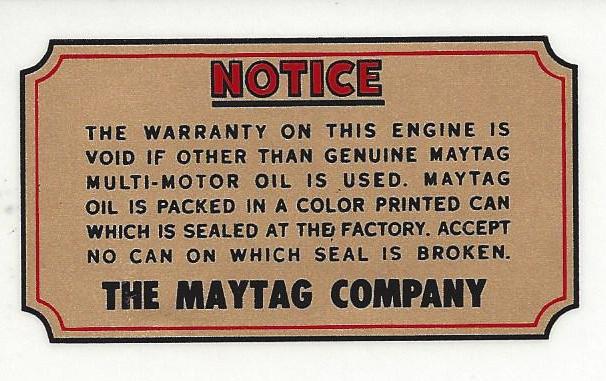 NOTICE
THE WARRANTY ON THIS ENGINE IS
VOID IF OTHER THAN GENUINE MAYTAG
MULTI-MOTOR OIL IS USED. MAYTAG
OIL IS PACKED IN A COLOR PRINTED CAN
WHICH IS SEALED AT THE FACTORY. ACCEPT
NO CAN ON WHICH SEAL IS BROKEN.
THE MAYTAG COMPANY